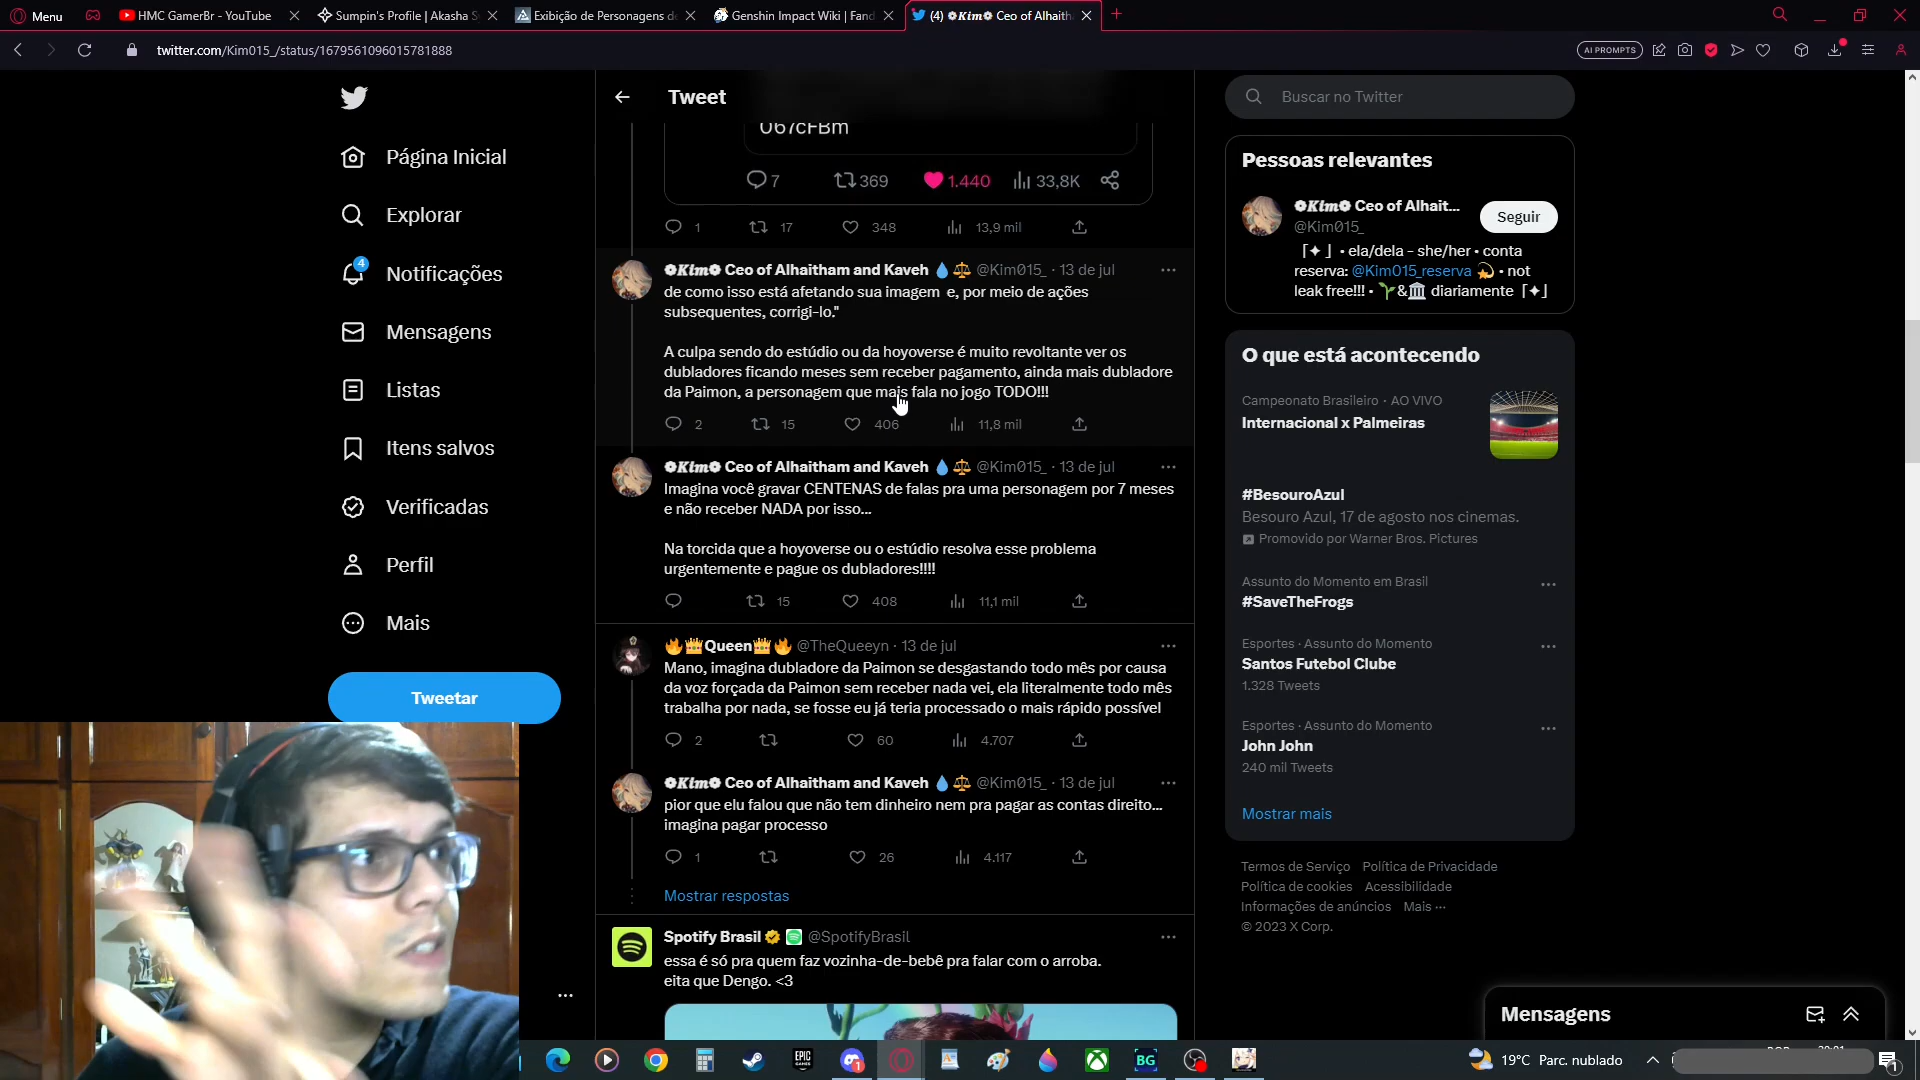 Menu
HMC GamerBr - YouTube
Sumpin's Profile | Akasha S
Exibição de Personagens de
Genshin Impact Wiki | Fand
(4) ❁𝑲𝒊𝒎❁ Ceo of Alhaith
twitter.com/Kim015_/status/1679561096015781888
AI PROMPTS
Página Inicial
Explorar
4
Notificações
Mensagens
Listas
Itens salvos
Verificadas
Perfil
Mais
Tweetar
Tweet
U67cFBm
7 369 1.440 33,8K
1 17 348 13,9 mil
❁𝑲𝒊𝒎❁ Ceo of Alhaitham and Kaveh 💧⚖️ @Kim015_ · 13 de jul
de como isso está afetando sua imagem e, por meio de ações
subsequentes, corrigi-lo."
A culpa sendo do estúdio ou da hoyoverse é muito revoltante ver os
dubladores ficando meses sem receber pagamento, ainda mais dubladore
da Paimon, a personagem que mais fala no jogo TODO!!!
2 15 406 11,8 mil
❁𝑲𝒊𝒎❁ Ceo of Alhaitham and Kaveh 💧⚖️ @Kim015_ · 13 de jul
Imagina você gravar CENTENAS de falas pra uma personagem por 7 meses
e não receber NADA por isso...
Na torcida que a hoyoverse ou o estúdio resolva esse problema
urgentemente e pague os dubladores!!!!
15 408 11,1 mil
🔥👑Queen👑🔥 @TheQueeyn · 13 de jul
Mano, imagina dubladore da Paimon se desgastando todo mês por causa
da voz forçada da Paimon sem receber nada vei, ela literalmente todo mês
trabalha por nada, se fosse eu já teria processado o mais rápido possível
2 60 4.707
❁𝑲𝒊𝒎❁ Ceo of Alhaitham and Kaveh 💧⚖️ @Kim015_ · 13 de jul
pior que elu falou que não tem dinheiro nem pra pagar as contas direito...
imagina pagar processo
1 26 4.117
Mostrar respostas
Spotify Brasil @SpotifyBrasil
essa é só pra quem faz vozinha-de-bebê pra falar com o arroba.
eita que Dengo. <3
Buscar no Twitter
Pessoas relevantes
❁𝑲𝒊𝒎❁ Ceo of Alhait...
@Kim015_
Seguir
⌈✦⌋ • ela/dela - she/her • conta
reserva: @Kim015_reserva 💫 • not
leak free!!! • 🌱&🏛️ diariamente ⌈✦⌋
O que está acontecendo
Campeonato Brasileiro · AO VIVO
Internacional x Palmeiras
#BesouroAzul
Besouro Azul, 17 de agosto nos cinemas.
Promovido por Warner Bros. Pictures
Assunto do Momento em Brasil
#SaveTheFrogs
Esportes · Assunto do Momento
Santos Futebol Clube
1.328 Tweets
Esportes · Assunto do Momento
John John
240 mil Tweets
Mostrar mais
Termos de Serviço Política de Privacidade
Política de cookies Acessibilidade
Informações de anúncios Mais ···
© 2023 X Corp.
Mensagens
EPIC
GAMES
1
BG
19°C Parc. nublado
1